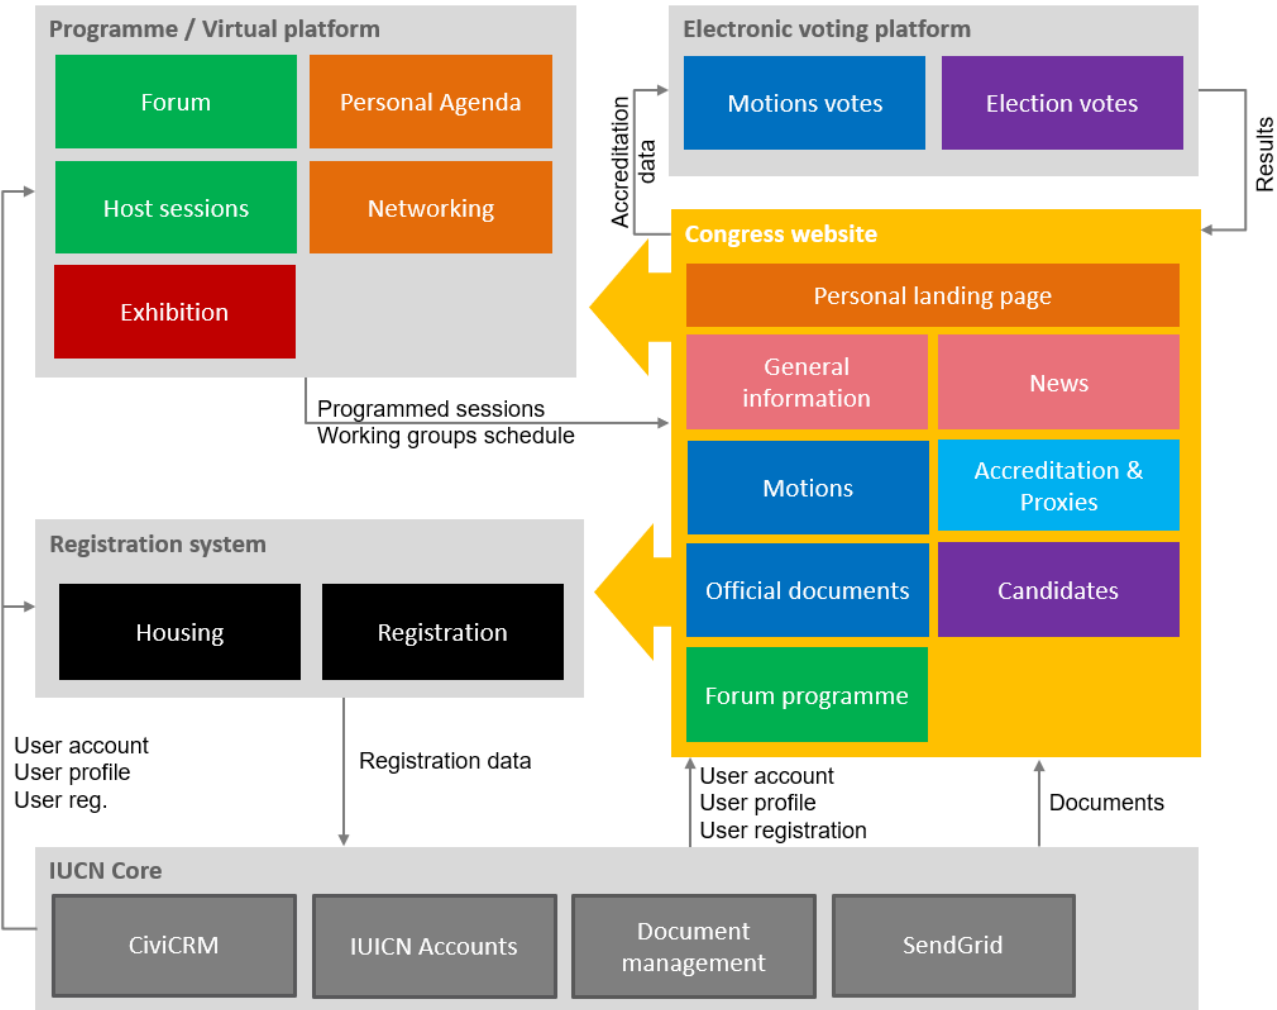 Programme / Virtual platform
Forum
Personal Agenda
Host sessions
Networking
Exhibition
Electronic voting platform
Motions votes
Election votes
Accreditation
data
Results
Congress website
Personal landing page
General
information
News
Motions
Accreditation &
Proxies
Official documents
Candidates
Forum programme
Programmed sessions
Working groups schedule
Registration system
Housing
Registration
User account
User profile
User reg.
Registration data
User account
User profile
User registration
Documents
IUCN Core
CiviCRM
IUICN Accounts
Document
management
SendGrid